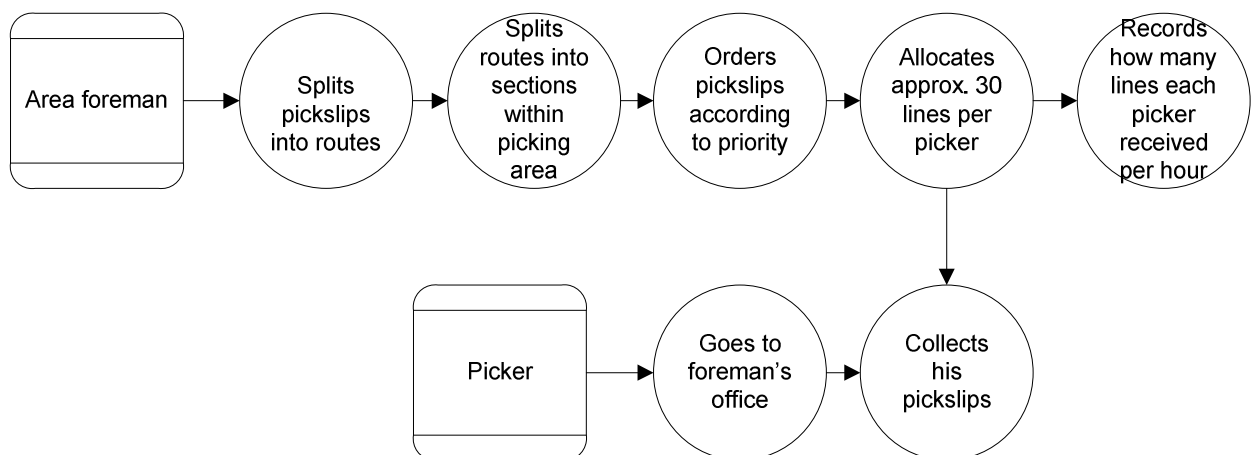 Area foreman
Splits
pickslips
into routes
Splits
routes into
sections
within
picking
area
Orders
pickslips
according
to priority
Allocates
approx. 30
lines per
picker
Records
how many
lines each
picker
received
per hour
Picker
Goes to
foreman's
office
Collects
his
pickslips